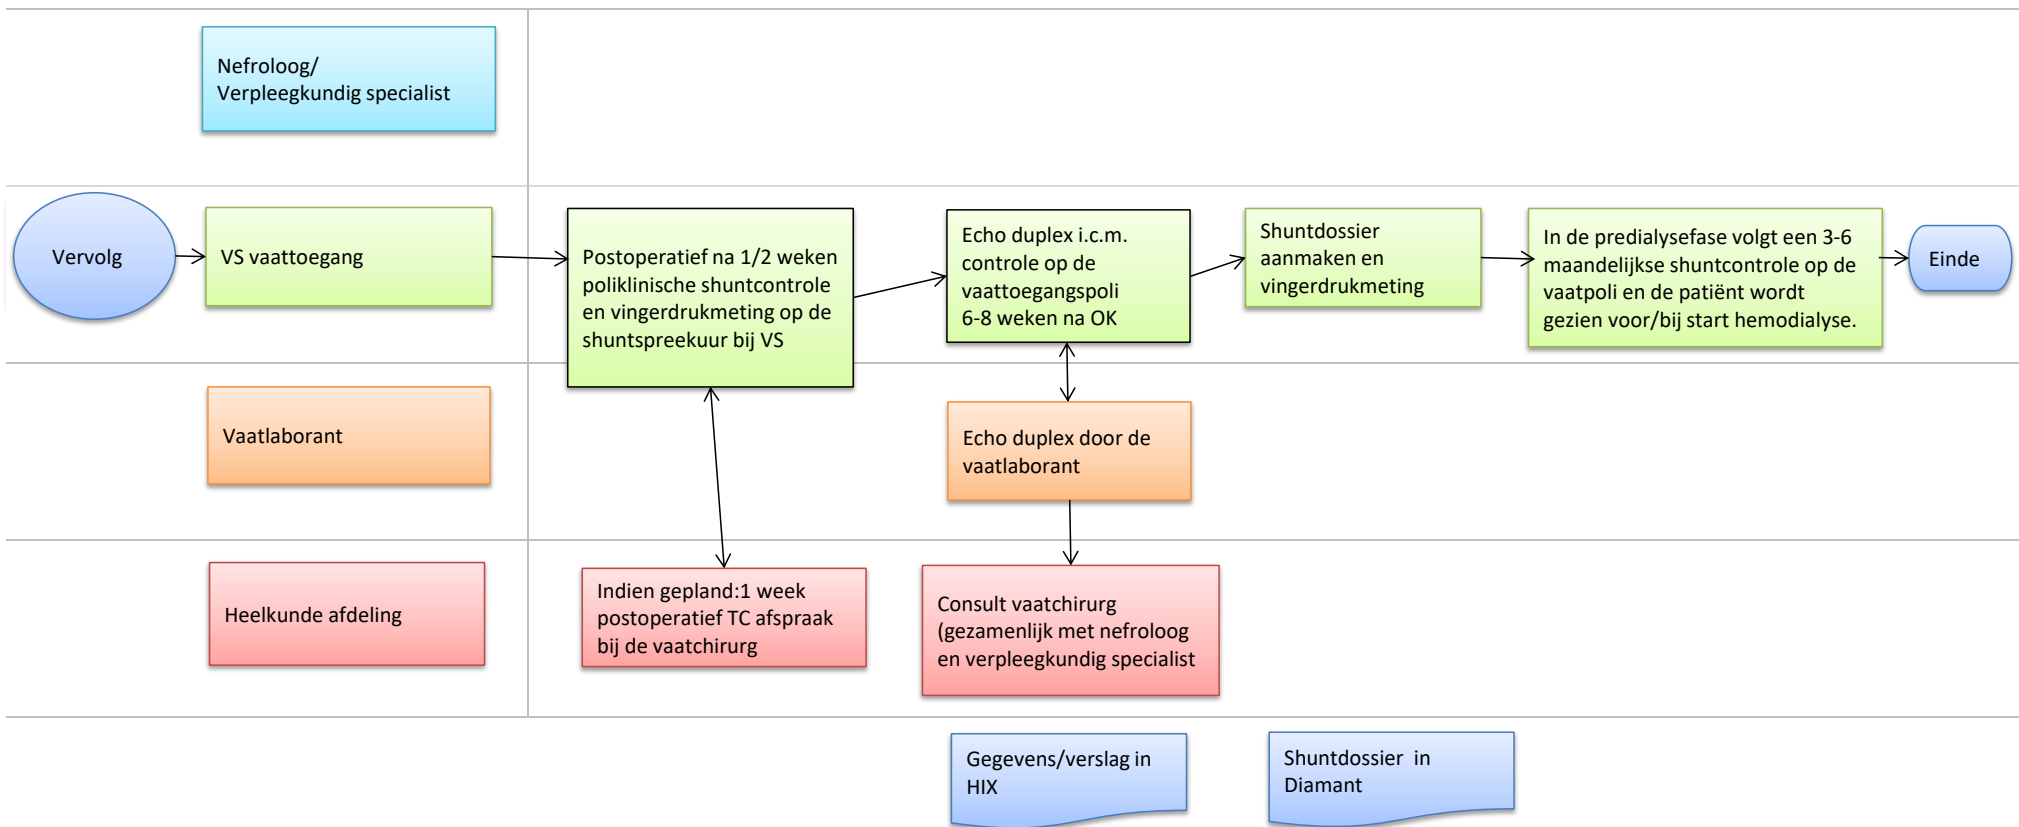 Nefroloog/
Verpleegkundig specialist
Vervolg
VS vaattoegang
Postoperatief na 1/2 weken
poliklinische shuntcontrole
en vingerdrukmeting op de
shuntspreekuur bij VS
Echo duplex i.c.m.
controle op de
vaattoegangspoli
6-8 weken na OK
Shuntdossier
aanmaken en
vingerdrukmeting
In de predialysefase volgt een 3-6
maandelijkse shuntcontrole op de
vaatpoli en de patiënt wordt
gezien voor/bij start hemodialyse.
Einde
Vaatlaborant
Echo duplex door de
vaatlaborant
Heelkunde afdeling
Indien gepland:1 week
postoperatief TC afspraak
bij de vaatchirurg
Consult vaatchirurg
(gezamenlijk met nefroloog
en verpleegkundig specialist
Gegevens/verslag in
HIX
Shuntdossier in
Diamant